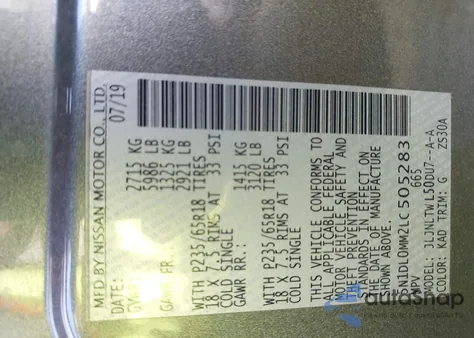 MFD BY NISSAN MOTOR CO., LTD.
DATE: 07/19
2715 KG
5986 LB
GAWR FR.: 1325 KG
2921 LB
WITH P235/65R18 TIRES
18 X 7.5 RIMS AT 33 PSI
COLD SINGLE
GAWR RR.: 1415 KG
3120 LB
WITH P235/65R18 TIRES
18 X 7.5 RIMS AT 33 PSI
COLD SINGLE
THIS VEHICLE CONFORMS TO
ALL APPLICABLE FEDERAL
MOTOR VEHICLE SAFETY AND
THEFT PREVENTION
STANDARDS IN EFFECT ON
THE DATE OF MANUFACTURE
SHOWN ABOVE.
5N1DL0MM2LC505283
MPV 665
MODEL: JLJNLTWL50DU7--A-A
COLOR: KAD TRIM: G Z530A
autoShap